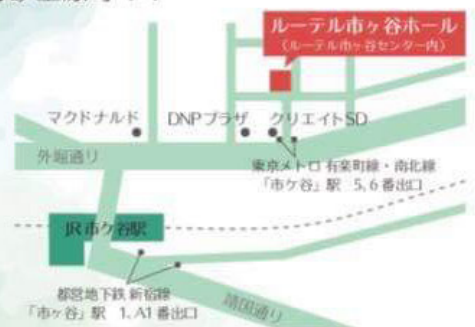 ルーテル市ヶ谷ホール
(ルーテル市ヶ谷センター内)
マクドナルド
DNPプラザ
クリエイトSD
外堀通り
東京メトロ 有楽町線・南北線
「市ケ谷」駅 5, 6番出口
JR市ケ谷駅
都営地下鉄 新宿線
「市ヶ谷」駅 1, A1番出口
靖国通り